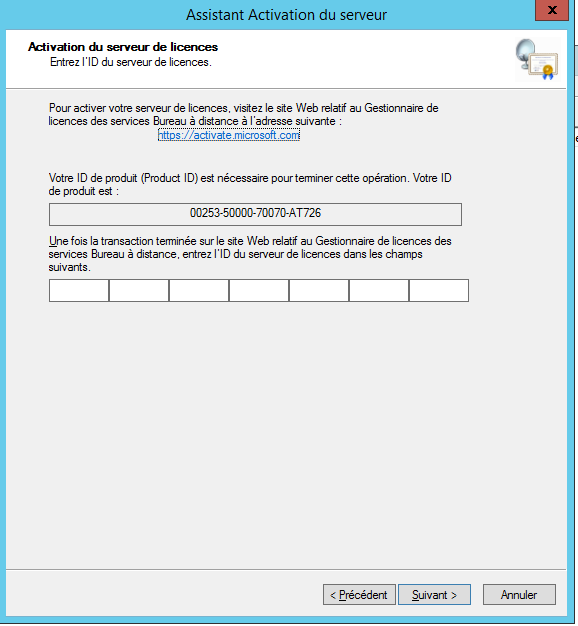 Assistant Activation du serveur
x
Activation du serveur de licences
Entrez l'ID du serveur de licences.
Pour activer votre serveur de licences, visitez le site Web relatif au Gestionnaire de
licences des services Bureau à distance à l'adresse suivante :
https://activate.microsoft.com
Votre ID de produit (Product ID) est nécessaire pour terminer cette opération. Votre ID
de produit est :
00253-50000-70070-AT726
Une fois la transaction terminée sur le site Web relatif au Gestionnaire de licences des
services Bureau à distance, entrez l'ID du serveur de licences dans les champs
suivants.
< Précédent Suivant > Annuler